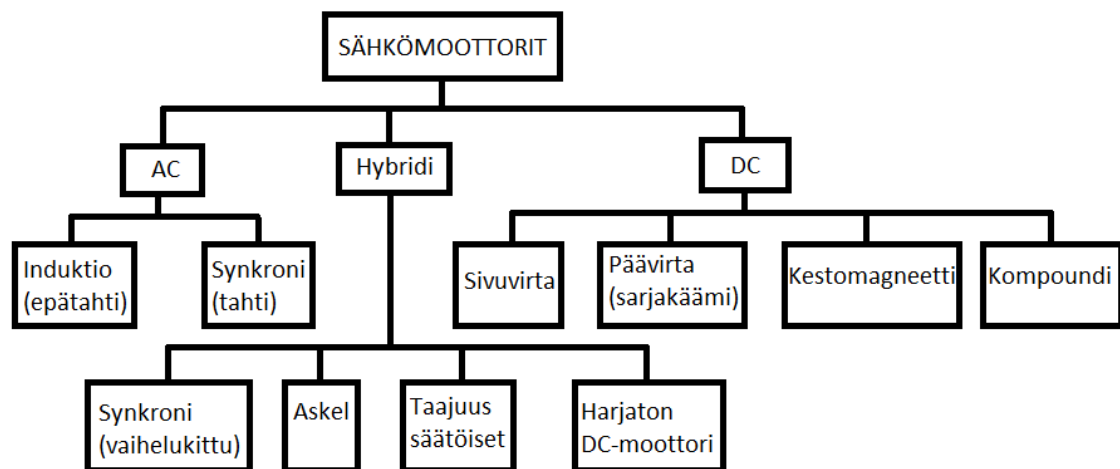 SÄHKÖMOOTTORIT
AC
Hybridi
DC
Induktio
(epätahti)
Synkroni
(tahti)
Sivuvirta
Päävirta
(sarjakäämi)
Kestomagneetti
Kompoundi
Synkroni
(vaihelukittu)
Askel
Taajuus
säätöiset
Harjaton
DC-moottori